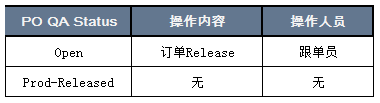 PO QA Status 操作内容 操作人员
Open 订单Release 跟单员
Prod-Released 无 无